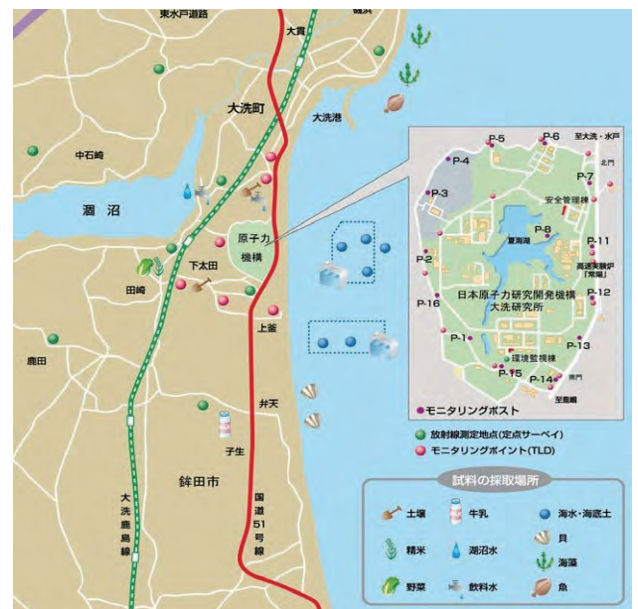 東水戸道路
大貫
磯浜
大洗町
大洗港
中石崎
涸沼
原子力
機構
下太田
田崎
上釜
鹿田
弁天
子生
鉾田市
大洗鹿島線
国道51号線
P-5
P-6
至大洗・水戸
北門
P-4
P-7
P-3
安全管理棟
P-8
夏海湖
P-11
P-2
高速実験炉
「常陽」
P-12
日本原子力研究開発機構
大洗研究所
P-16
P-1
P-13
環境監視棟
P-15
P-14
南門
至鹿嶋
モニタリングポスト
放射線測定地点(定点サーベイ)
モニタリングポイント(TLD)
試料の採取場所
土壌
牛乳
海水・海底土
貝
精米
湖沼水
海藻
野菜
飲料水
魚